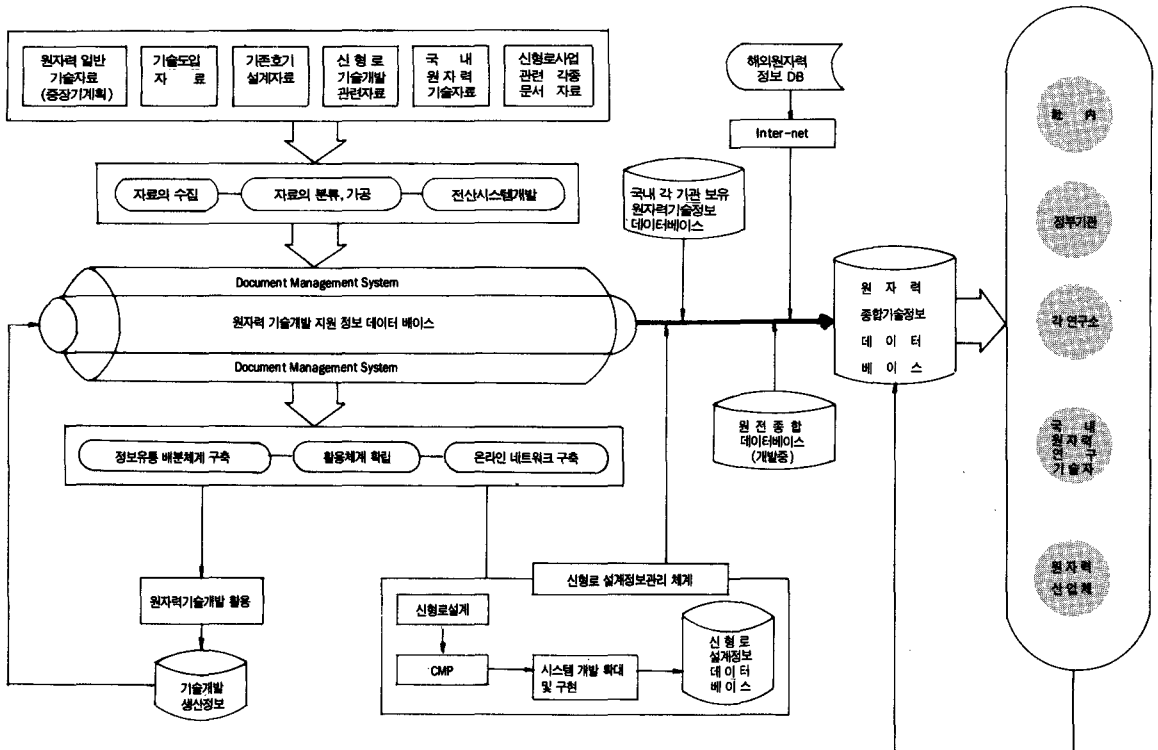 원자력 일반
기술자료
(중장기계획)
기술도입
자 료
기존호기
설계자료
신 형 로
기술개발
관련자료
국 내
원 자 력
기술자료
신형로사업
관련 각종
문서 자료
해외원자력
정보 DB
Inter-net
자료의 수집
자료의 분류, 가공
전산시스템개발
국내 각 기관 보유
원자력기술정보
데이터베이스
Document Management System
원자력 기술개발 지원 정보 데이터 베이스
Document Management System
원 자 력
종합기술정보
데 이 터
베 이 스
원 전 종 합
데이터베이스
(개발중)
정보유통 배분체계 구축
활용체계 확립
온라인 네트워크 구축
원자력기술개발 활용
기술개발
생산정보
신형로 설계정보관리 체계
신형로설계
CMP
시스템 개발 확대
및 구현
신 형 로
설계정보
데 이 터
베 이 스
社 内
정부기관
각 연구소
국 내
원 자 력
연 구
기 술 자
원 자 력
산 업 체